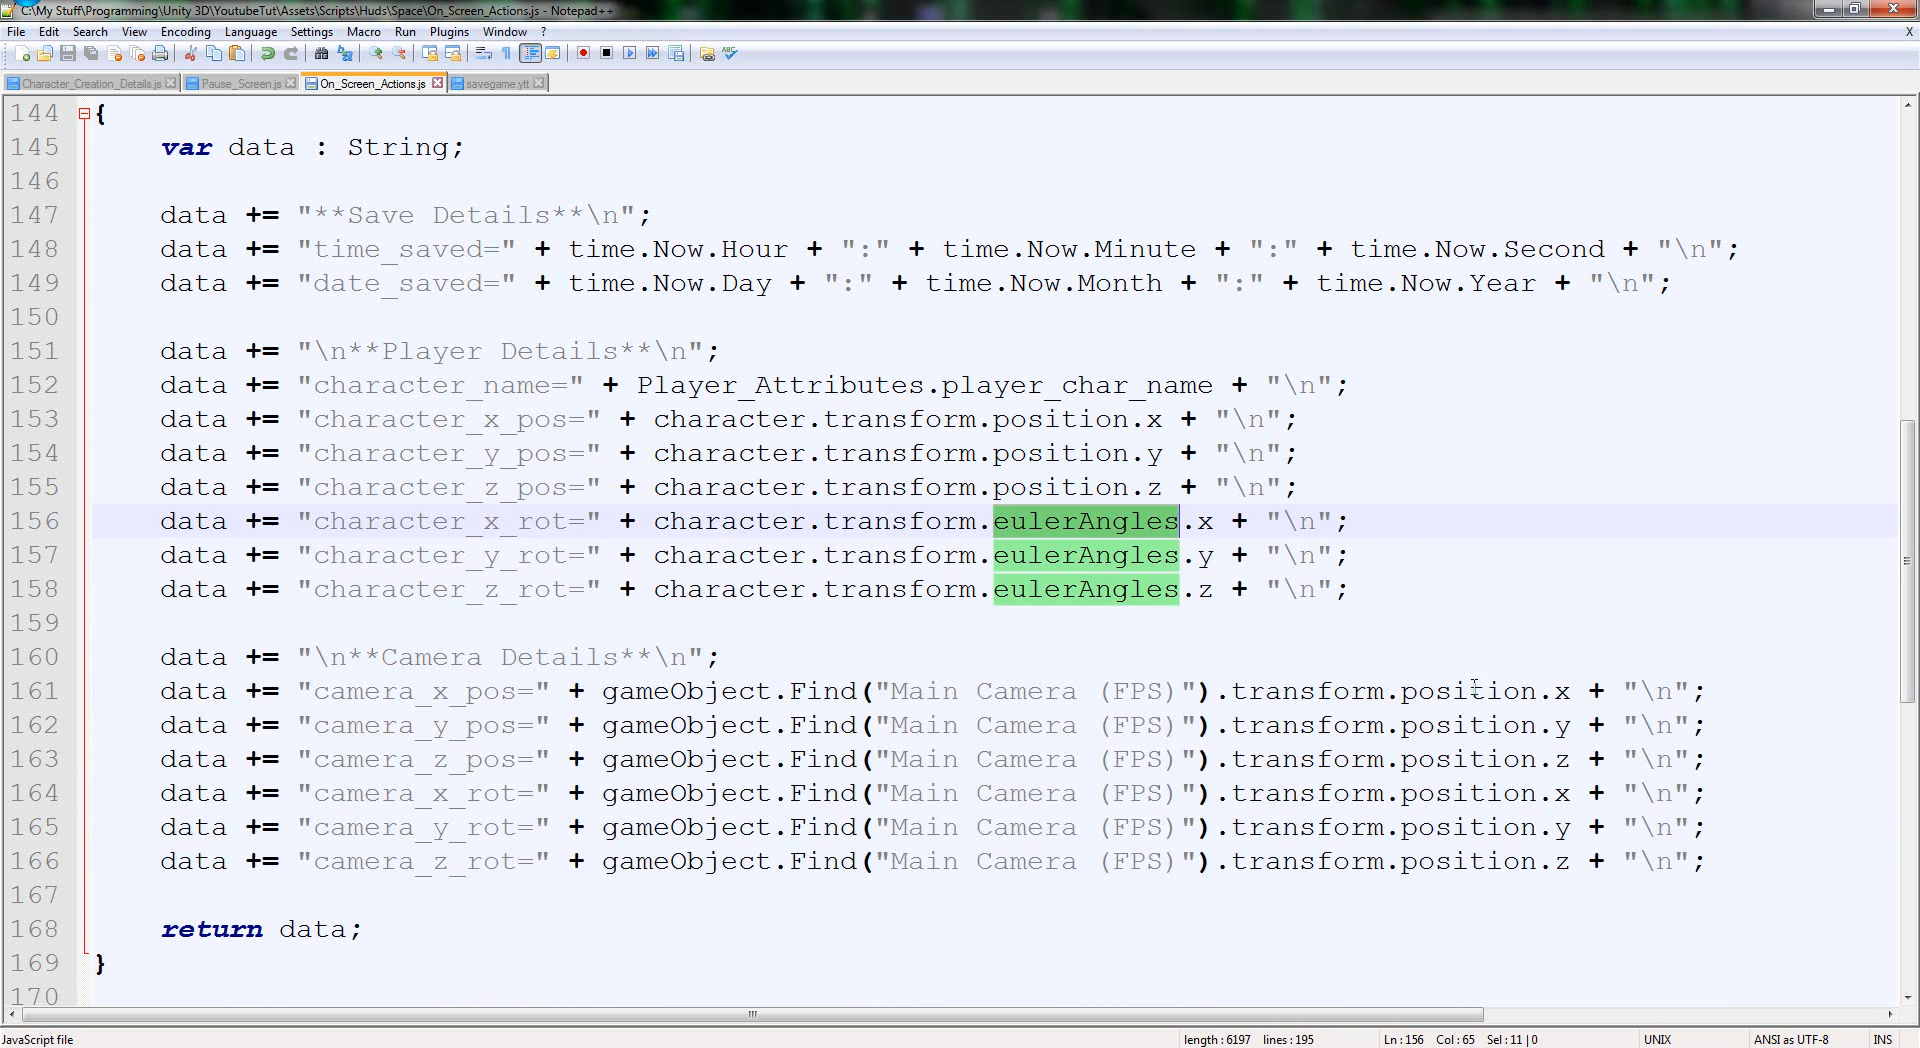 C:\My Stuff\Programming\Unity 3D\YoutubeTut\Assets\Scripts\Huds\Space\On_Screen_Actions.js - Notepad++
File Edit Search View Encoding Language Settings Macro Run Plugins Window ? X
Character_Creation_Details.js Pause_Screen.js On_Screen_Actions.js savegame.ytt
144 {
145 var data : String;
146
147 data += "**Save Details**\n";
148 data += "time_saved=" + time.Now.Hour + ":" + time.Now.Minute + ":" + time.Now.Second + "\n";
149 data += "date_saved=" + time.Now.Day + ":" + time.Now.Month + ":" + time.Now.Year + "\n";
150
151 data += "\n**Player Details**\n";
152 data += "character_name=" + Player_Attributes.player_char_name + "\n";
153 data += "character_x_pos=" + character.transform.position.x + "\n";
154 data += "character_y_pos=" + character.transform.position.y + "\n";
155 data += "character_z_pos=" + character.transform.position.z + "\n";
156 data += "character_x_rot=" + character.transform.eulerAngles.x + "\n";
157 data += "character_y_rot=" + character.transform.eulerAngles.y + "\n";
158 data += "character_z_rot=" + character.transform.eulerAngles.z + "\n";
159
160 data += "\n**Camera Details**\n";
161 data += "camera_x_pos=" + gameObject.Find("Main Camera (FPS)").transform.position.x + "\n";
162 data += "camera_y_pos=" + gameObject.Find("Main Camera (FPS)").transform.position.y + "\n";
163 data += "camera_z_pos=" + gameObject.Find("Main Camera (FPS)").transform.position.z + "\n";
164 data += "camera_x_rot=" + gameObject.Find("Main Camera (FPS)").transform.position.x + "\n";
165 data += "camera_y_rot=" + gameObject.Find("Main Camera (FPS)").transform.position.y + "\n";
166 data += "camera_z_rot=" + gameObject.Find("Main Camera (FPS)").transform.position.z + "\n";
167
168 return data;
169 }
170
JavaScript file length : 6197 lines : 195 Ln : 156 Col : 65 Sel : 11 | 0 UNIX ANSI as UTF-8 INS